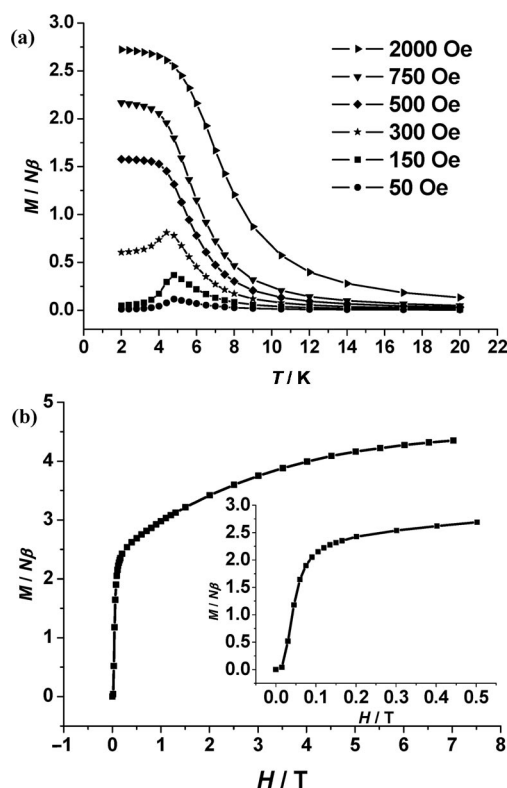 (a)
3.0
2.5
2.0
1.5
1.0
0.5
0.0
M / Nβ
2000 Oe
750 Oe
500 Oe
300 Oe
150 Oe
50 Oe
0 2 4 6 8 10 12 14 16 18 20 22
T / K
(b)
5
4
3
2
1
0
M / Nβ
3.0
2.5
2.0
1.5
1.0
0.5
0.0
M / Nβ
0.0 0.1 0.2 0.3 0.4 0.5
H / T
−1 0 1 2 3 4 5 6 7 8
H / T